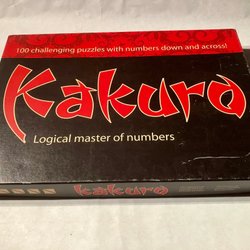 100 challenging puzzles with numbers down and across!
Kakuro
Logical master of numbers
Kakuro